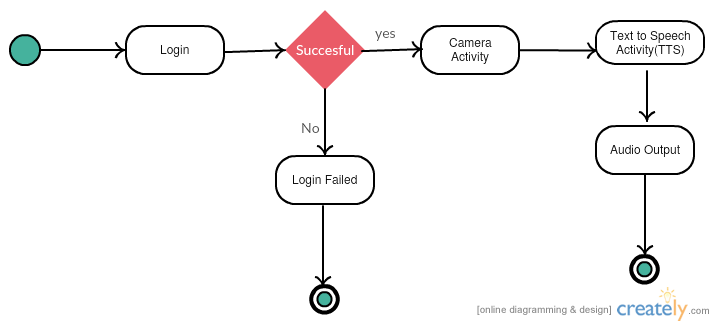 Login
Succesful
yes
Camera
Activity
Text to Speech
Activity(TTS)
No
Login Failed
Audio Output
[online diagramming & design] creately.com